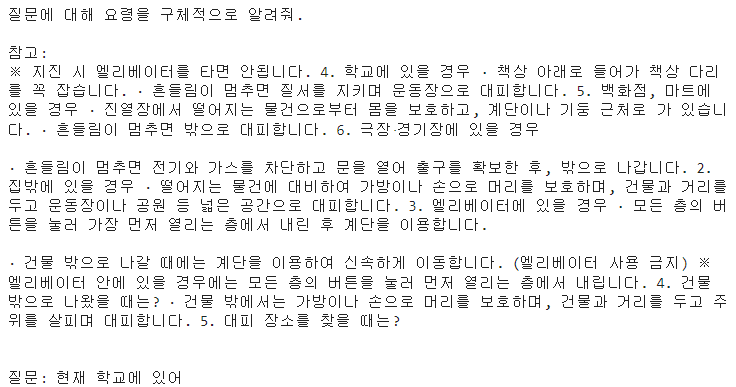 질문에 대해 요령을 구체적으로 알려줘.
참고:
※ 지진 시 엘리베이터를 타면 안됩니다. 4. 학교에 있을 경우 · 책상 아래로 들어가 책상 다리
를 꼭 잡습니다. · 흔들림이 멈추면 질서를 지키며 운동장으로 대피합니다. 5. 백화점, 마트에
있을 경우 · 진열장에서 떨어지는 물건으로부터 몸을 보호하고, 계단이나 기둥 근처로 가 있습니
다. · 흔들림이 멈추면 밖으로 대피합니다. 6. 극장·경기장에 있을 경우
· 흔들림이 멈추면 전기와 가스를 차단하고 문을 열어 출구를 확보한 후, 밖으로 나갑니다. 2.
집밖에 있을 경우 · 떨어지는 물건에 대비하여 가방이나 손으로 머리를 보호하며, 건물과 거리를
두고 운동장이나 공원 등 넓은 공간으로 대피합니다. 3. 엘리베이터에 있을 경우 · 모든 층의 버
튼을 눌러 가장 먼저 열리는 층에서 내린 후 계단을 이용합니다.
· 건물 밖으로 나갈 때에는 계단을 이용하여 신속하게 이동합니다. (엘리베이터 사용 금지) ※
엘리베이터 안에 있을 경우에는 모든 층의 버튼을 눌러 먼저 열리는 층에서 내립니다. 4. 건물
밖으로 나왔을 때는? · 건물 밖에서는 가방이나 손으로 머리를 보호하며, 건물과 거리를 두고 주
위를 살피며 대피합니다. 5. 대피 장소를 찾을 때는?
질문: 현재 학교에 있어